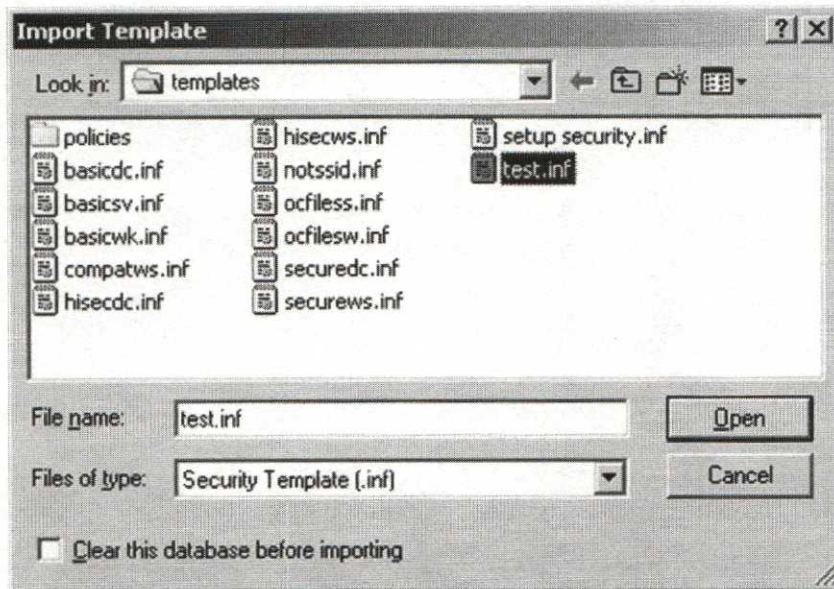 Import Template
Look in: templates
policies hisecws.inf setup security.inf
basicdc.inf notssid.inf test.inf
basicsv.inf ocfiless.inf
basicwk.inf ocfilesw.inf
compatws.inf securedc.inf
hisecdc.inf securews.inf
File name: test.inf Open
Files of type: Security Template (.inf) Cancel
Clear this database before importing